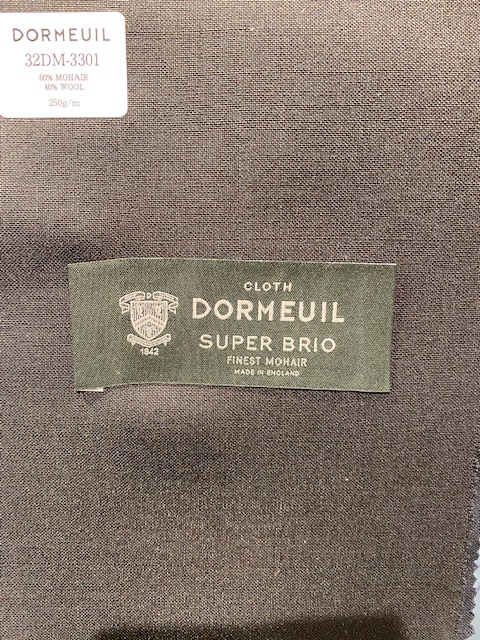 DORMEUIL
32DM-3301
60% MOHAIR
40% WOOL
250g/m
CLOTH
DORMEUIL
SUPER BRIO
FINEST MOHAIR
MADE IN ENGLAND
D
1842